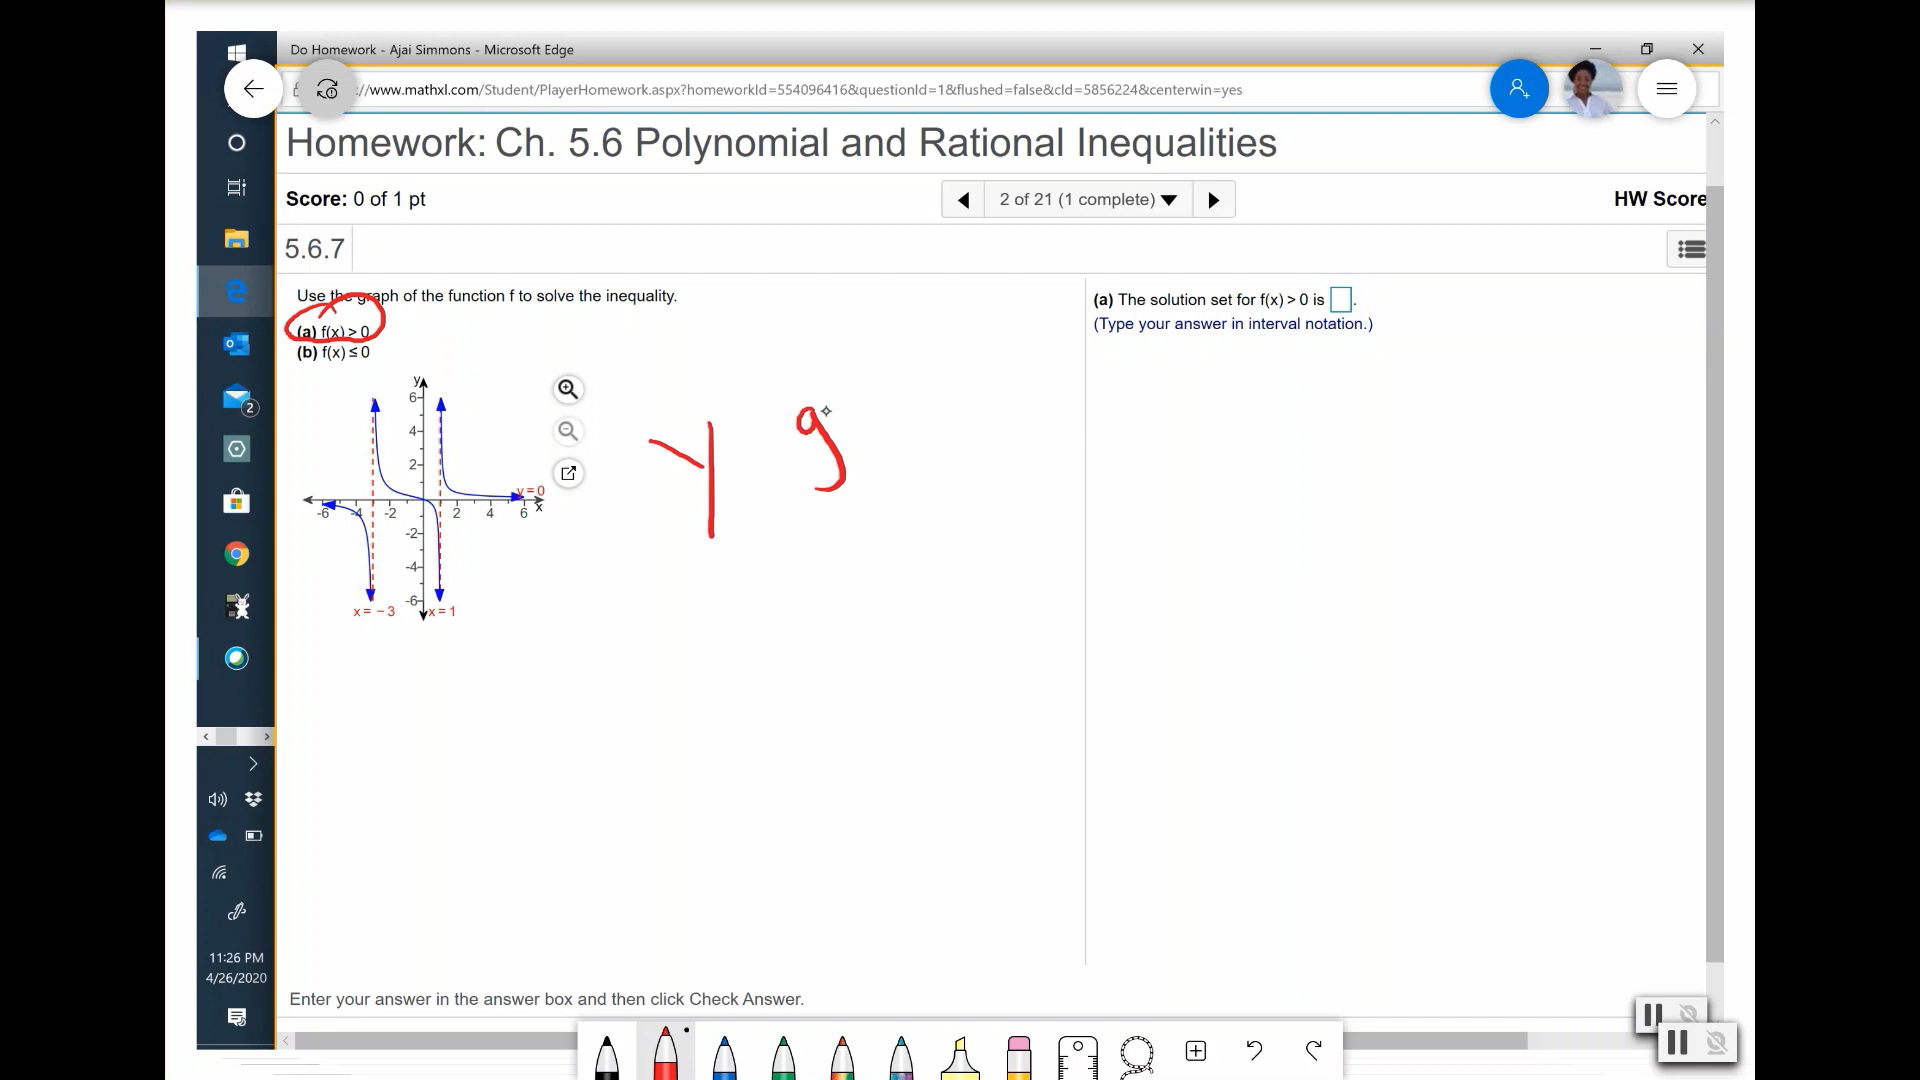 Do Homework - Ajai Simmons - Microsoft Edge
://www.mathxl.com/Student/PlayerHomework.aspx?homeworkId=554096416&questionId=1&flushed=false&cId=5856224&centerwin=yes
Homework: Ch. 5.6 Polynomial and Rational Inequalities
Score: 0 of 1 pt
2 of 21 (1 complete)
HW Score
5.6.7
Use the graph of the function f to solve the inequality.
(a) f(x) > 0
(b) f(x) ≤ 0
(a) The solution set for f(x) > 0 is
.
(Type your answer in interval notation.)
y
6
4
2
y = 0
x
-6 -4 -2 2 4 6
-2
-4
-6
x = - 3
x = 1
y g
2
11:26 PM
4/26/2020
Enter your answer in the answer box and then click Check Answer.